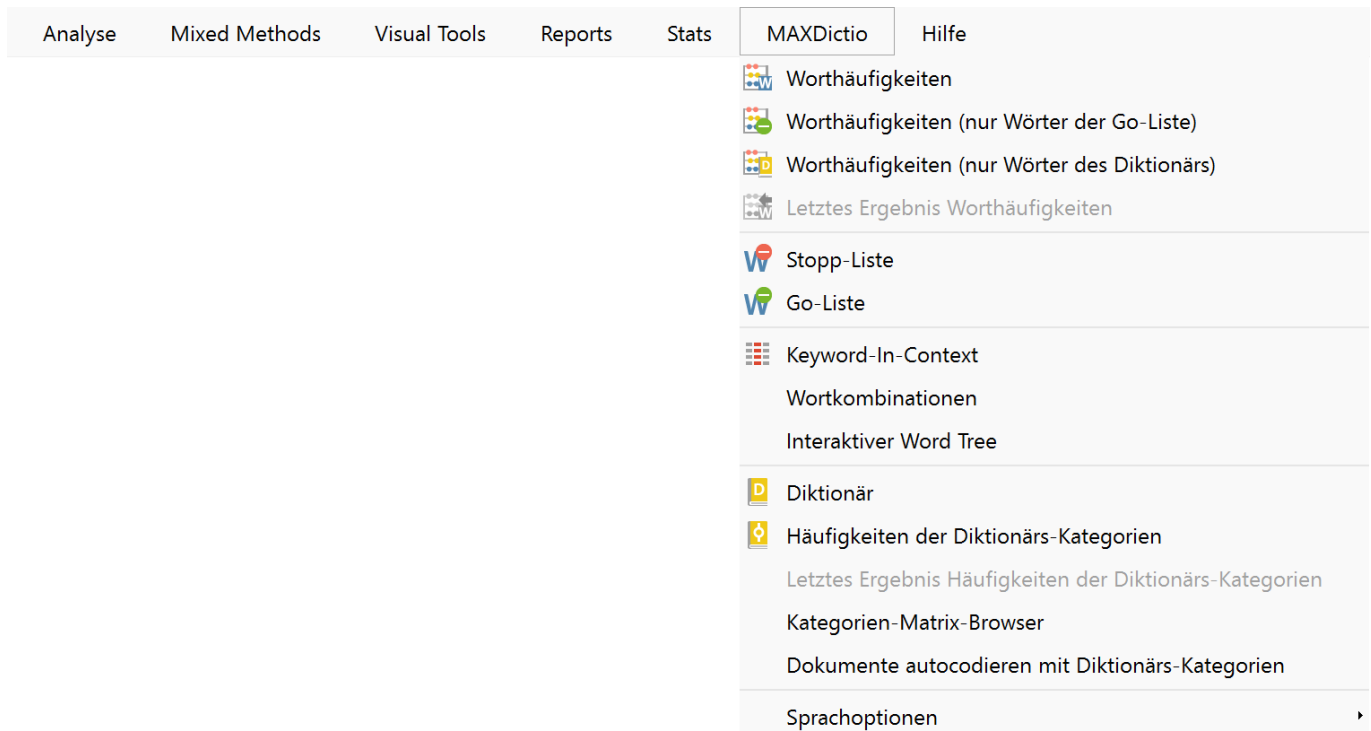 Analyse Mixed Methods Visual Tools Reports Stats MAXDictio Hilfe
Worthäufigkeiten
Worthäufigkeiten (nur Wörter der Go-Liste)
Worthäufigkeiten (nur Wörter des Diktionärs)
Letztes Ergebnis Worthäufigkeiten
Stopp-Liste
Go-Liste
Keyword-In-Context
Wortkombinationen
Interaktiver Word Tree
Diktionär
Häufigkeiten der Diktionärs-Kategorien
Letztes Ergebnis Häufigkeiten der Diktionärs-Kategorien
Kategorien-Matrix-Browser
Dokumente autocodieren mit Diktionärs-Kategorien
Sprachoptionen